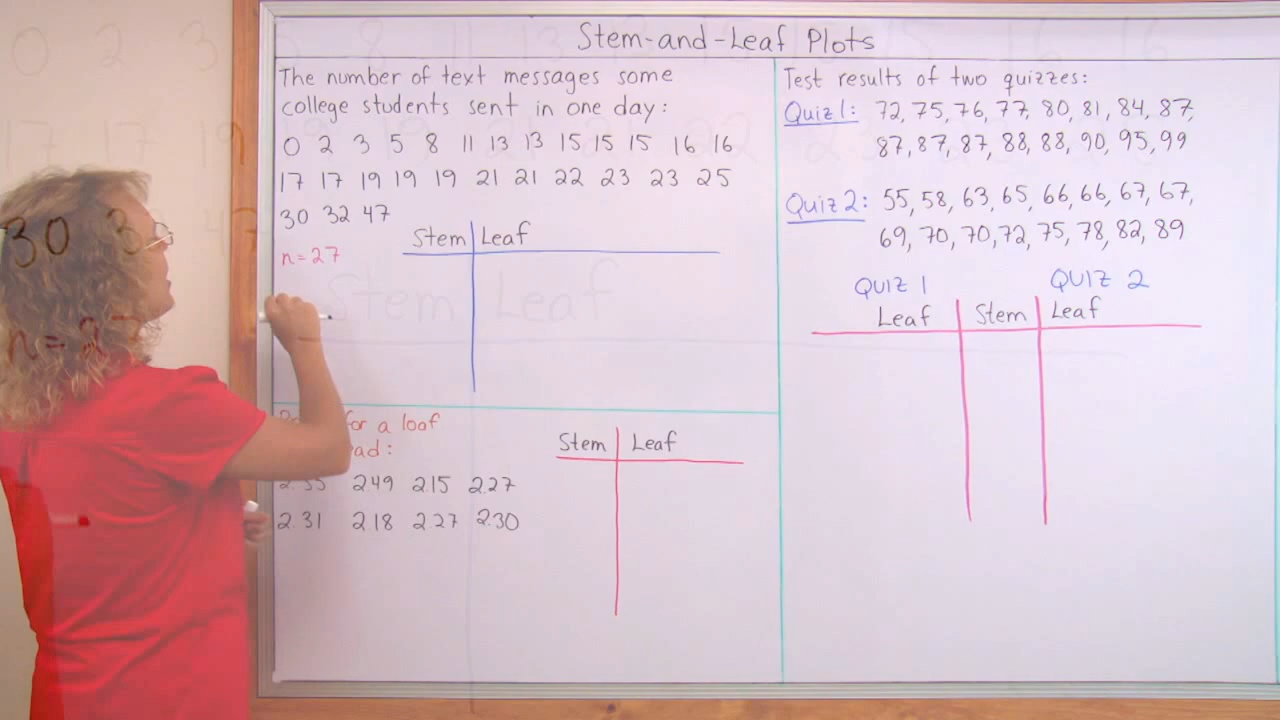 Stem-and-Leaf Plots
The number of text messages some
college students sent in one day:
0 2 3 5 8 11 13 13 15 15 15 16 16
17 17 19 19 19 21 21 22 23 23 25
30 32 47
n=27
Stem Leaf
for a loaf
2.49 2.15 2.27
2.31 2.18 2.27 2.30
Stem Leaf
Test results of two quizzes:
Quiz 1: 72, 75, 76, 77, 80, 81, 84, 87,
87, 87, 87, 88, 88, 90, 95, 99
Quiz 2: 55, 58, 63, 65, 66, 66, 67, 67,
69, 70, 70, 72, 75, 78, 82, 89
QUIZ 1 QUIZ 2
Leaf Stem Leaf